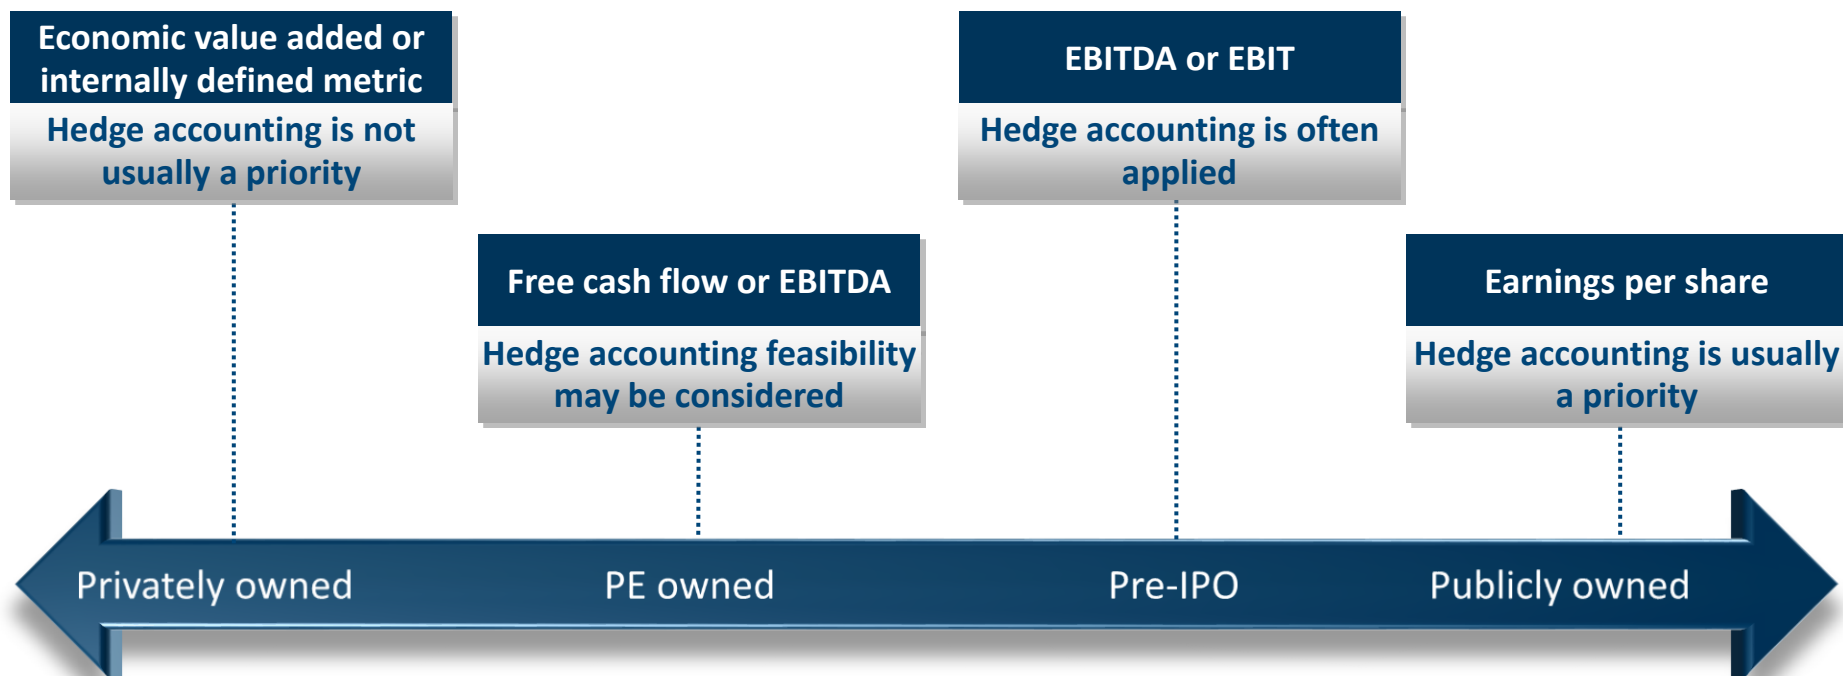 Economic value added or
internally defined metric
Hedge accounting is not
usually a priority
Free cash flow or EBITDA
Hedge accounting feasibility
may be considered
EBITDA or EBIT
Hedge accounting is often
applied
Earnings per share
Hedge accounting is usually
a priority
Privately owned
PE owned
Pre-IPO
Publicly owned